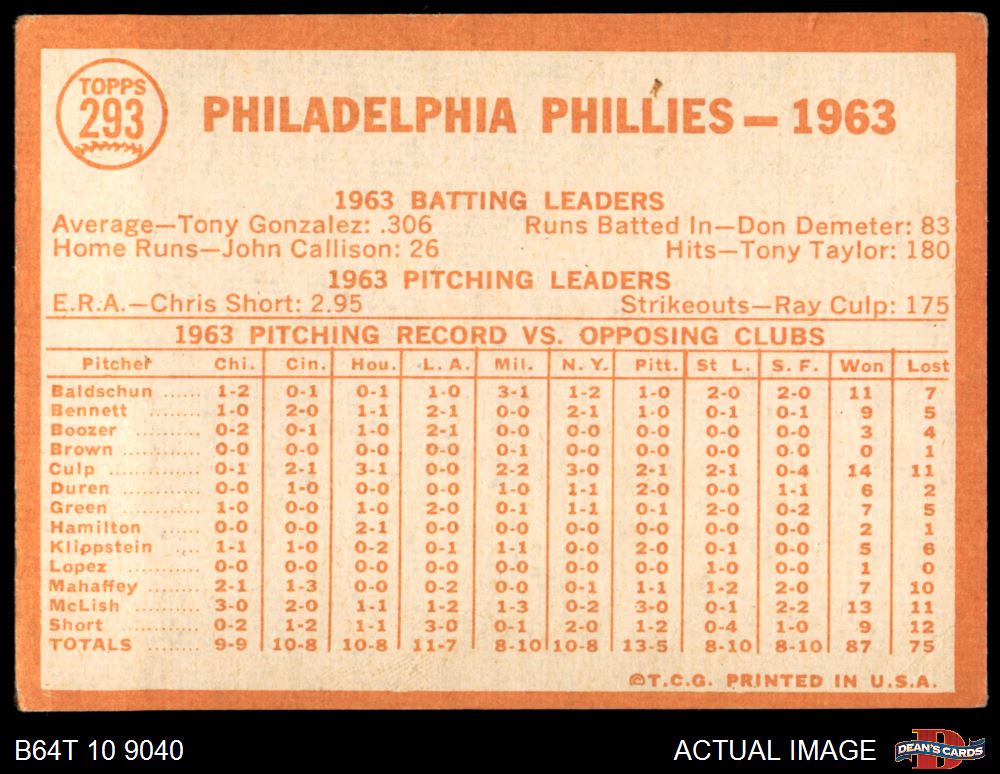 TOPPS
293
PHILADELPHIA PHILLIES — 1963
1963 BATTING LEADERS
Average—Tony Gonzalez: .306 Runs Batted In—Don Demeter: 83
Home Runs—John Callison: 26 Hits—Tony Taylor: 180
1963 PITCHING LEADERS
E.R.A.—Chris Short: 2.95 Strikeouts—Ray Culp: 175
1963 PITCHING RECORD VS. OPPOSING CLUBS
Pitcher Chi. Cin. Hou. L. A. Mil. N. Y. Pitt. St L. S. F. Won Lost
Baldschun ...... 1-2 0-1 0-1 1-0 3-1 1-2 1-0 2-0 2-0 11 7
Bennett .......... 1-0 2-0 1-1 2-1 0-0 2-1 1-0 0-1 0-1 9 5
Boozer .......... 0-2 0-1 1-0 2-1 0-0 0-0 0-0 0-0 0-0 3 4
Brown .......... 0-0 0-0 0-0 0-0 0-1 0-0 0-0 0-0 0-0 0 1
Culp ............ 0-1 2-1 3-1 0-0 2-2 3-0 2-1 2-1 0-4 14 11
Duren .......... 0-0 1-0 0-0 0-0 1-0 1-1 2-0 0-0 1-1 6 2
Green .......... 1-0 0-0 1-0 2-0 0-1 1-1 0-1 2-0 0-2 7 5
Hamilton ...... 0-0 0-0 2-1 0-0 0-0 0-0 0-0 0-0 0-0 2 1
Klippstein .... 1-1 1-0 0-2 0-1 1-1 0-0 2-0 0-1 0-0 5 6
Lopez .......... 0-0 0-0 0-0 0-0 0-0 0-0 0-0 1-0 0-0 1 0
Mahaffey ...... 2-1 1-3 0-0 0-2 0-0 0-1 1-1 1-2 2-0 7 10
McLish ........ 3-0 2-0 1-1 1-2 1-3 0-2 3-0 0-1 2-2 13 11
Short .......... 0-2 1-2 1-1 3-0 0-1 2-0 1-2 0-4 1-0 9 12
TOTALS ........ 9-9 10-8 10-8 11-7 8-10 10-8 13-5 8-10 8-10 87 75
©T.C.G. PRINTED IN U.S.A.
B64T 10 9040 ACTUAL IMAGE DEAN'S CARDS